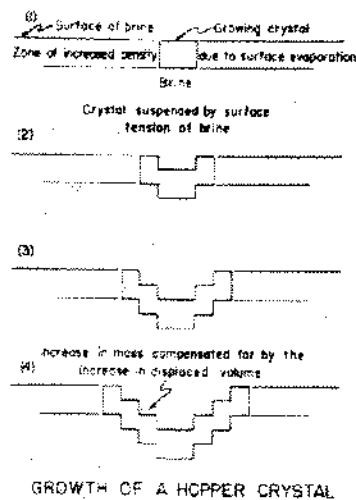 (1) Surface of brine Growing crystal
Zone of increased density due to surface evaporation
Brine
Crystal suspended by surface
tension of brine
(2)
(3)
Increase in mass compensated for by the
(4) increase in displaced volume
GROWTH OF A HOPPER CRYSTAL